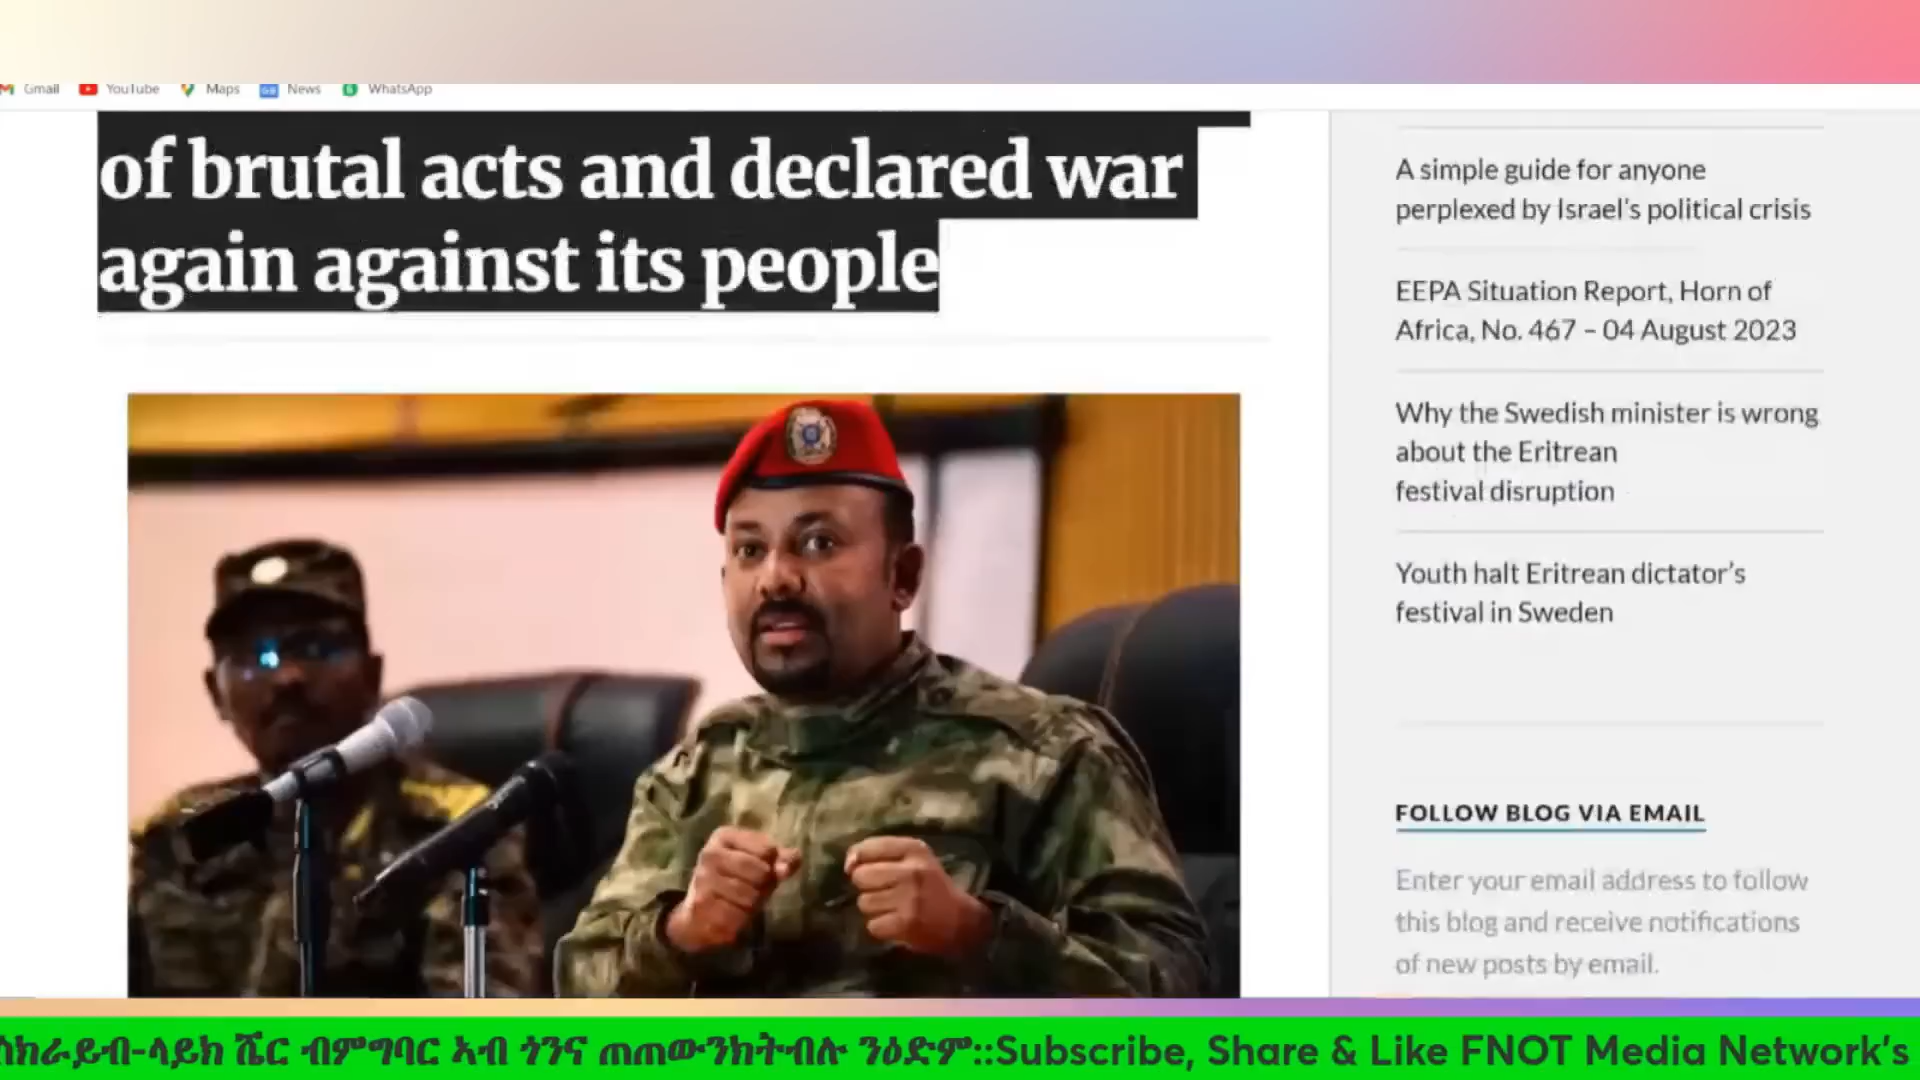 Gmail YouTube Maps News WhatsApp
of brutal acts and declared war
again against its people
A simple guide for anyone
perplexed by Israel's political crisis
EEPA Situation Report, Horn of
Africa, No. 467 – 04 August 2023
Why the Swedish minister is wrong
about the Eritrean
festival disruption
Youth halt Eritrean dictator’s
festival in Sweden
FOLLOW BLOG VIA EMAIL
Enter your email address to follow
this blog and receive notifications
of new posts by email.
ስክራይብ-ላይክ ሼር ብምግባር ኣብ ጎንና ጠጠውንክትብሉ ንዕድም::Subscribe, Share & Like FNOT Media Network's